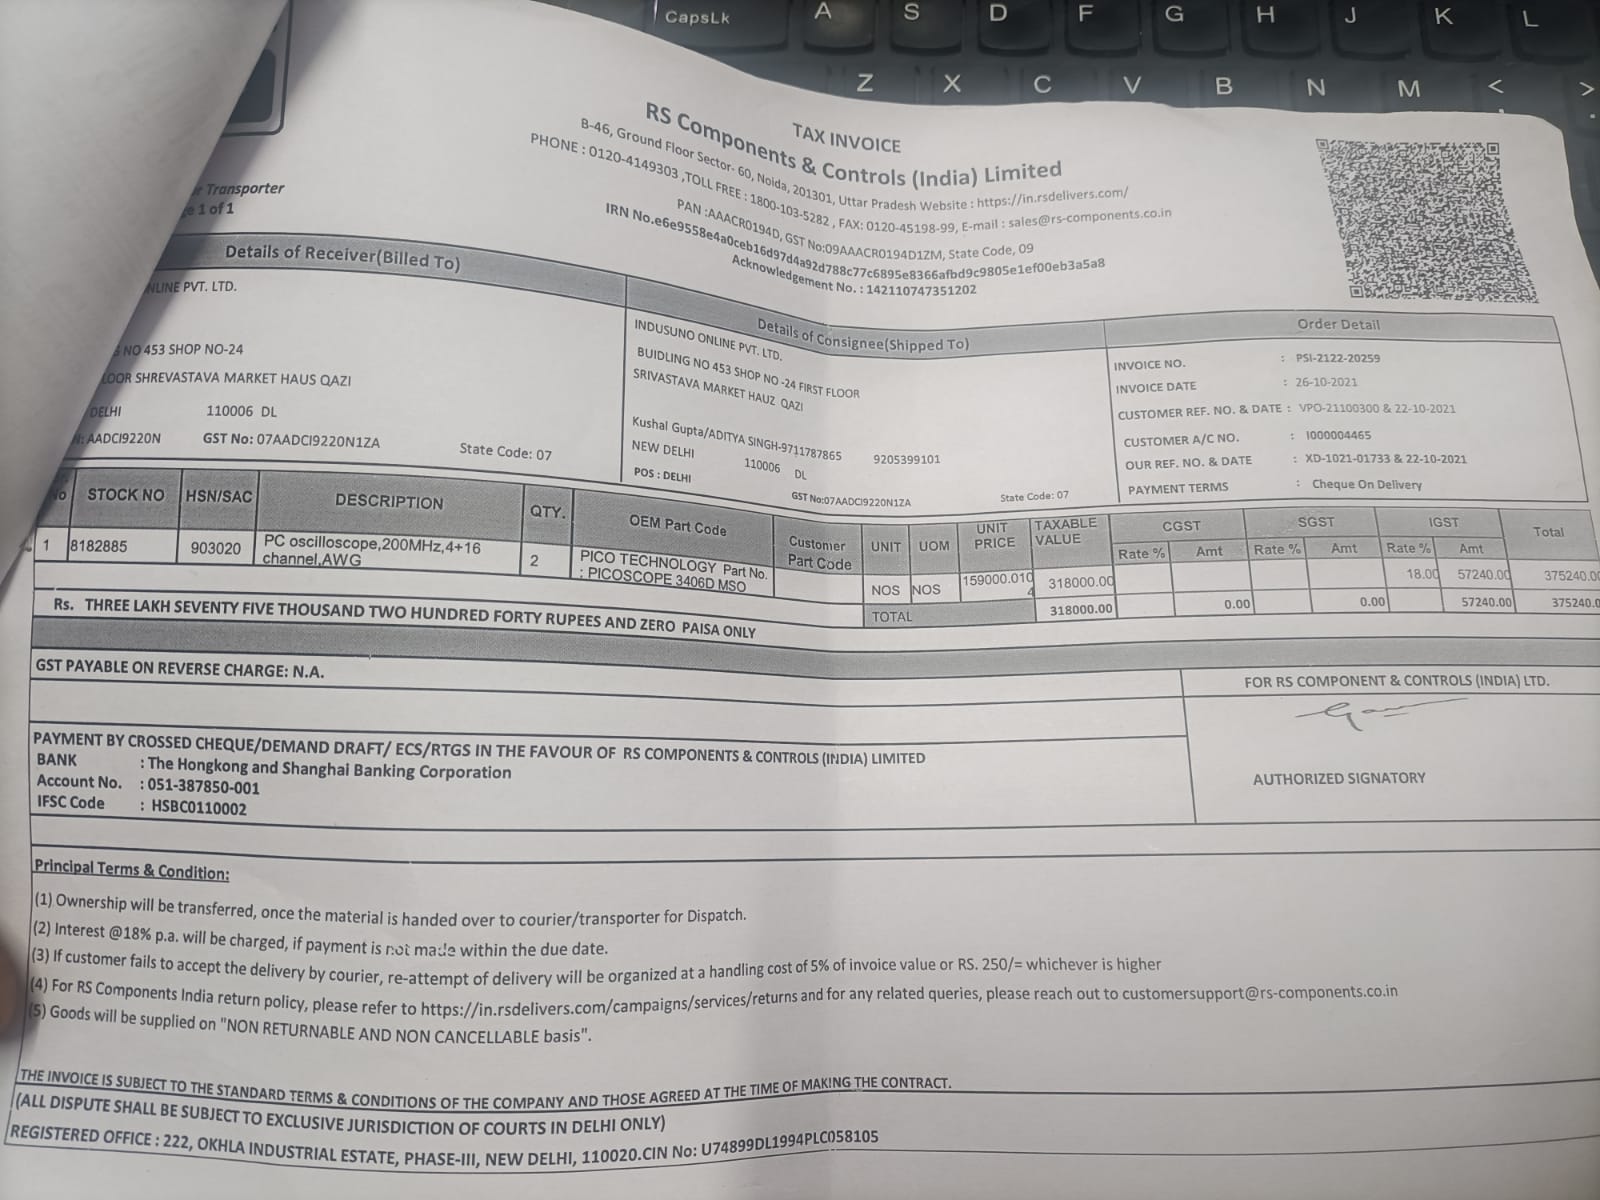 CapsLk A S D F G H J K L
Z X C V B N M < >
TAX INVOICE
RS Components & Controls (India) Limited
B-46, Ground Floor Sector- 60, Noida, 201301, Uttar Pradesh Website : https://in.rsdelivers.com/
PHONE : 0120-4149303 ,TOLL FREE : 1800-103-5282 , FAX: 0120-45198-99, E-mail : sales@rs-components.co.in
PAN :AAACR0194D, GST No:09AAACR0194D1ZM, State Code, 09
IRN No.e6e9558e4a0ceb16d97d4a92d788c77c6895e8366afbd9c9805e1ef00eb3a5a8
Acknowledgement No. : 142110747351202
Transporter
1 of 1
Details of Receiver(Billed To)
PVT. LTD.
NO 453 SHOP NO-24
SHREVASTAVA MARKET HAUS QAZI
DELHI 110006 DL
AADCI9220N GST No: 07AADCI9220N1ZA State Code: 07
Details of Consignee(Shipped To)
INDUSUNO ONLINE PVT. LTD.
BUIDLING NO 453 SHOP NO -24 FIRST FLOOR
SRIVASTAVA MARKET HAUZ QAZI
Kushal Gupta/ADITYA SINGH-9711787865 9205399101
NEW DELHI 110006 DL
POS : DELHI GST No:07AADCI9220N1ZA State Code: 07
Order Detail
INVOICE NO. : PSI-2122-20259
INVOICE DATE : 26-10-2021
CUSTOMER REF. NO. & DATE : VPO-21100300 & 22-10-2021
CUSTOMER A/C NO. : 1000004465
OUR REF. NO. & DATE : XD-1021-01733 & 22-10-2021
PAYMENT TERMS : Cheque On Delivery
STOCK NO HSN/SAC DESCRIPTION QTY. OEM Part Code Customer Part Code UNIT UOM UNIT PRICE TAXABLE VALUE CGST SGST IGST Total
Rate % Amt Rate % Amt Rate % Amt
1 8182885 903020 PC oscilloscope,200MHz,4+16 channel,AWG 2 PICO TECHNOLOGY Part No. : PICOSCOPE 3406D MSO NOS NOS 159000.0104 318000.00 18.00 57240.00 375240.00
TOTAL 318000.00 0.00 0.00 57240.00 375240.0
Rs. THREE LAKH SEVENTY FIVE THOUSAND TWO HUNDRED FORTY RUPEES AND ZERO PAISA ONLY
GST PAYABLE ON REVERSE CHARGE: N.A.
FOR RS COMPONENT & CONTROLS (INDIA) LTD.
AUTHORIZED SIGNATORY
PAYMENT BY CROSSED CHEQUE/DEMAND DRAFT/ ECS/RTGS IN THE FAVOUR OF RS COMPONENTS & CONTROLS (INDIA) LIMITED
BANK : The Hongkong and Shanghai Banking Corporation
Account No. : 051-387850-001
IFSC Code : HSBC0110002
Principal Terms & Condition:
(1) Ownership will be transferred, once the material is handed over to courier/transporter for Dispatch.
(2) Interest @18% p.a. will be charged, if payment is not made within the due date.
(3) If customer fails to accept the delivery by courier, re-attempt of delivery will be organized at a handling cost of 5% of invoice value or RS. 250/= whichever is higher
(4) For RS Components India return policy, please refer to https://in.rsdelivers.com/campaigns/services/returns and for any related queries, please reach out to customersupport@rs-components.co.in
(5) Goods will be supplied on "NON RETURNABLE AND NON CANCELLABLE basis".
THE INVOICE IS SUBJECT TO THE STANDARD TERMS & CONDITIONS OF THE COMPANY AND THOSE AGREED AT THE TIME OF MAKING THE CONTRACT.
(ALL DISPUTE SHALL BE SUBJECT TO EXCLUSIVE JURISDICTION OF COURTS IN DELHI ONLY)
REGISTERED OFFICE : 222, OKHLA INDUSTRIAL ESTATE, PHASE-III, NEW DELHI, 110020.CIN No: U74899DL1994PLC058105